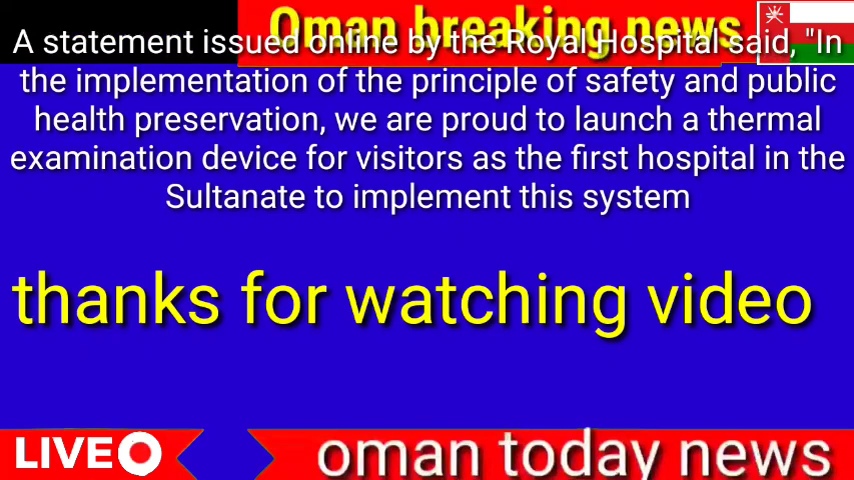 Oman breaking news
A statement issued online by the Royal Hospital said, "In
the implementation of the principle of safety and public
health preservation, we are proud to launch a thermal
examination device for visitors as the first hospital in the
Sultanate to implement this system
thanks for watching video
LIVE
oman today news